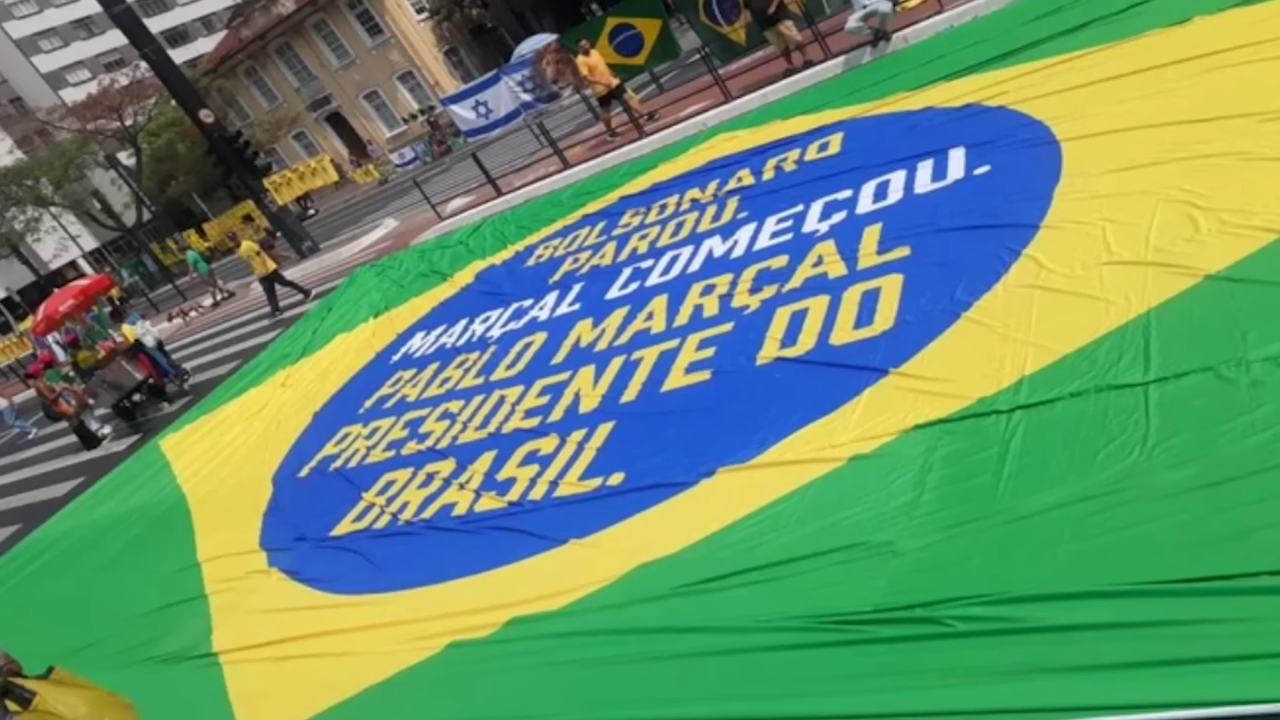 BOLSONARO
PAROU.
MARÇAL COMEÇOU.
PABLO MARÇAL
PRESIDENTE DO
BRASIL.